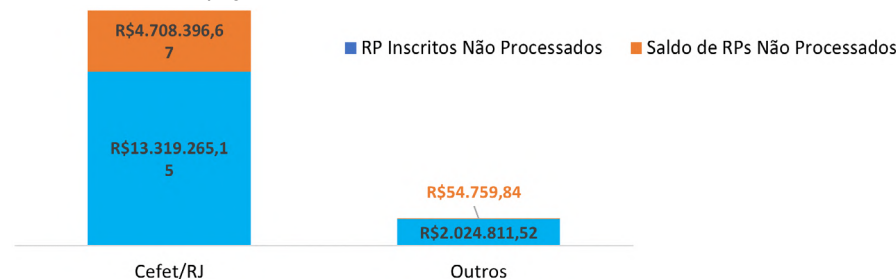 R$4.708.396,6
7
RP Inscritos Não Processados
Saldo de RPs Não Processados
R$13.319.265,1
5
R$54.759,84
R$2.024.811,52
Cefet/RJ
Outros